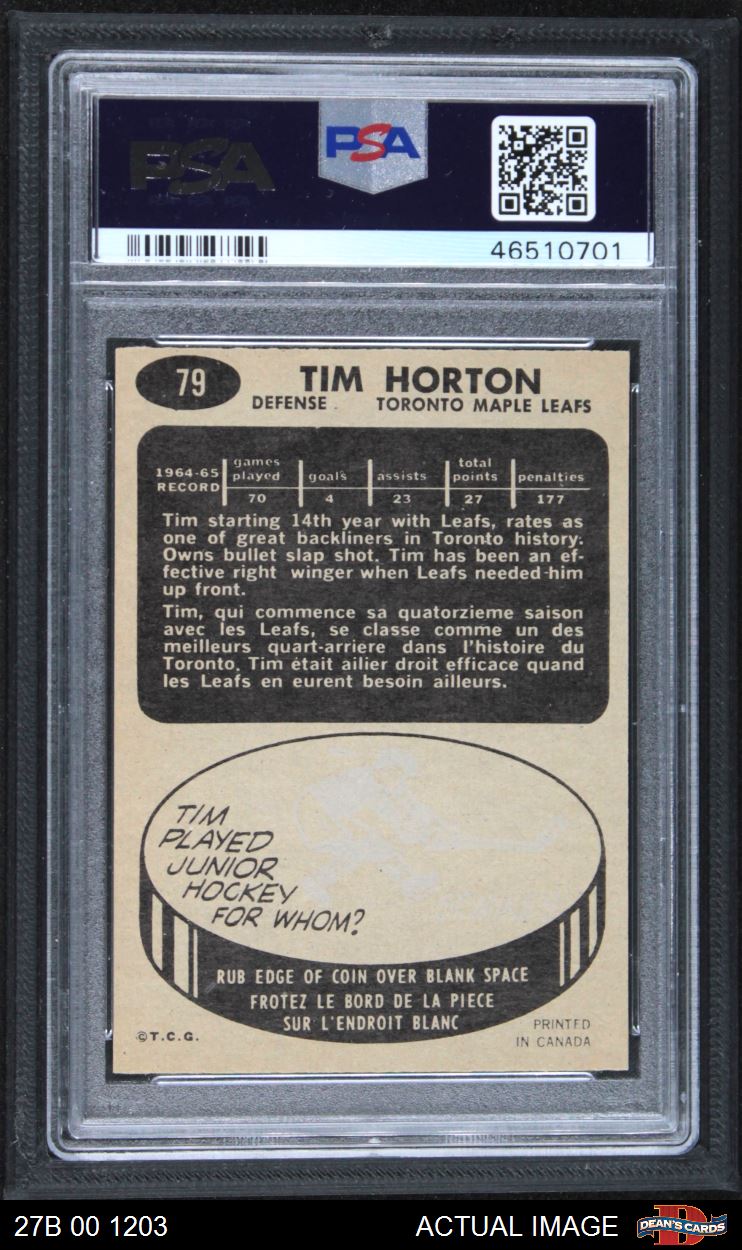 PSA
PSA
46510701
79
TIM HORTON
DEFENSE TORONTO MAPLE LEAFS
1964-65 RECORD games played goals assists total points penalties
70 4 23 27 177
Tim starting 14th year with Leafs, rates as
one of great backliners in Toronto history.
Owns bullet slap shot. Tim has been an ef-
fective right winger when Leafs needed him
up front.
Tim, qui commence sa quatorzieme saison
avec les Leafs, se classe comme un des
meilleurs quart-arriere dans l'histoire du
Toronto. Tim était ailier droit efficace quand
les Leafs en eurent besoin ailleurs.
TIM
PLAYED
JUNIOR
HOCKEY
FOR WHOM?
RUB EDGE OF COIN OVER BLANK SPACE
FROTEZ LE BORD DE LA PIECE
SUR L'ENDROIT BLANC
©T.C.G.
PRINTED
IN CANADA
27B 00 1203
ACTUAL IMAGE
DEAN'S CARDS